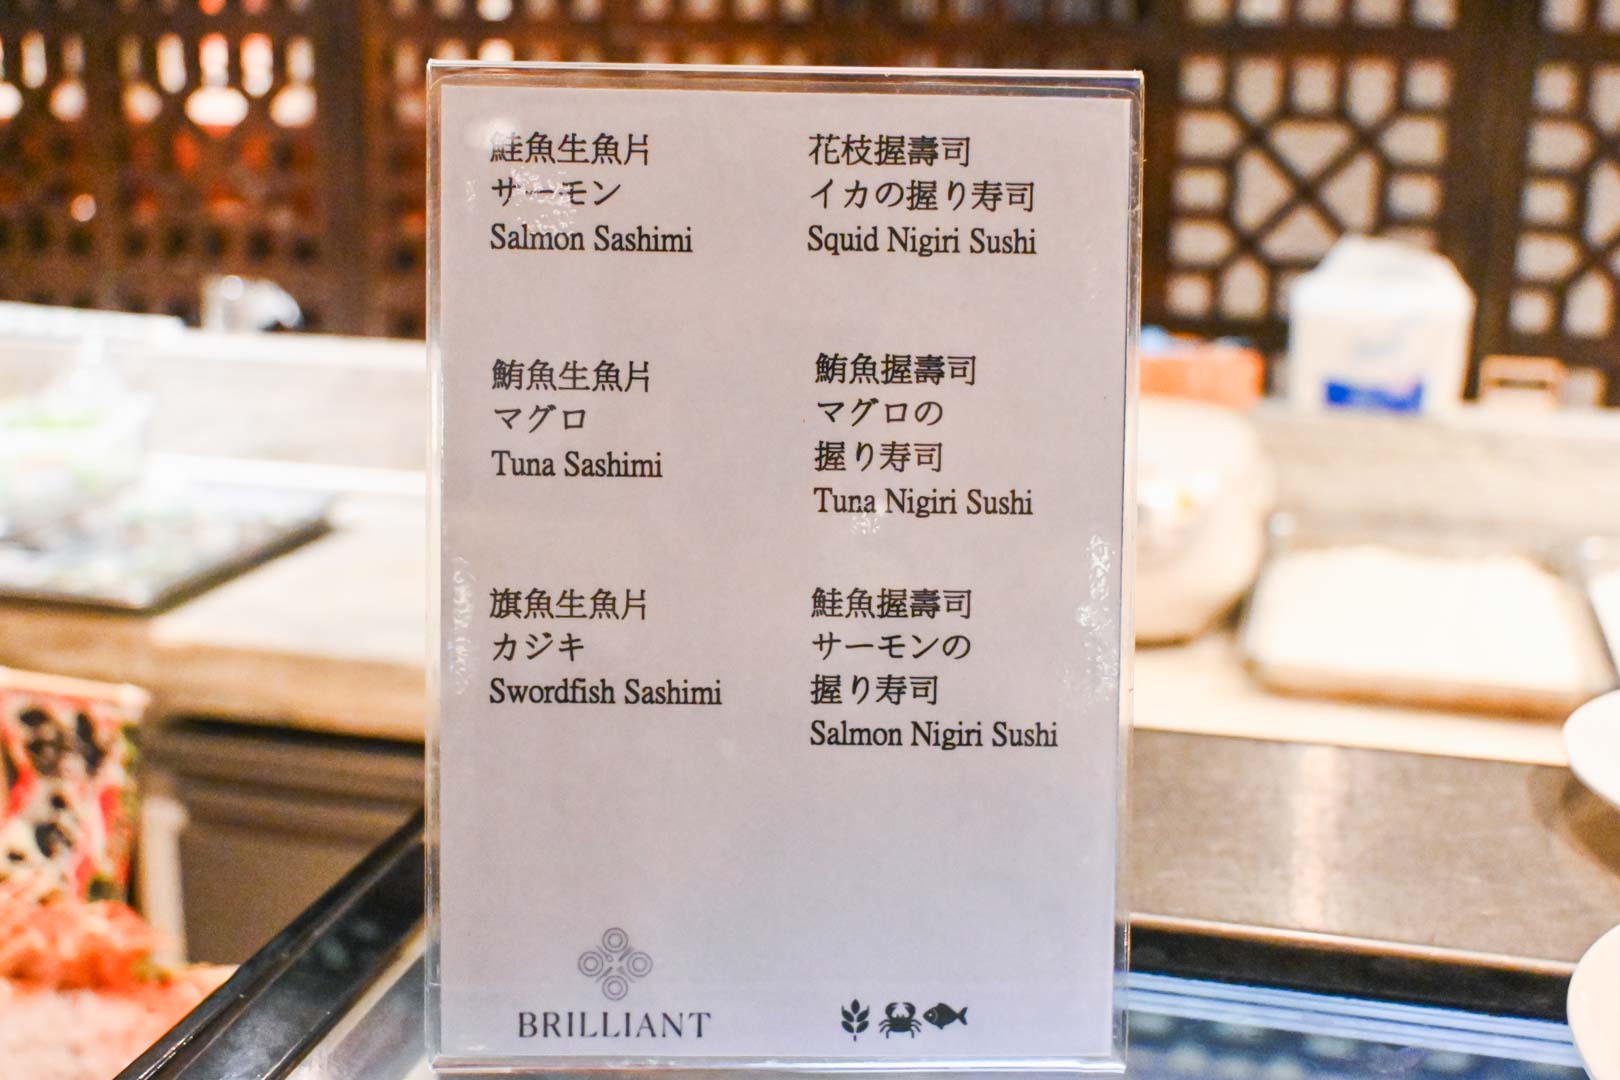 鮭魚生魚片
サーモン
Salmon Sashimi
鮪魚生魚片
マグロ
Tuna Sashimi
旗魚生魚片
カジキ
Swordfish Sashimi
花枝握壽司
イカの握り寿司
Squid Nigiri Sushi
鮪魚握壽司
マグロの
握り寿司
Tuna Nigiri Sushi
鮭魚握壽司
サーモンの
握り寿司
Salmon Nigiri Sushi
BRILLIANT